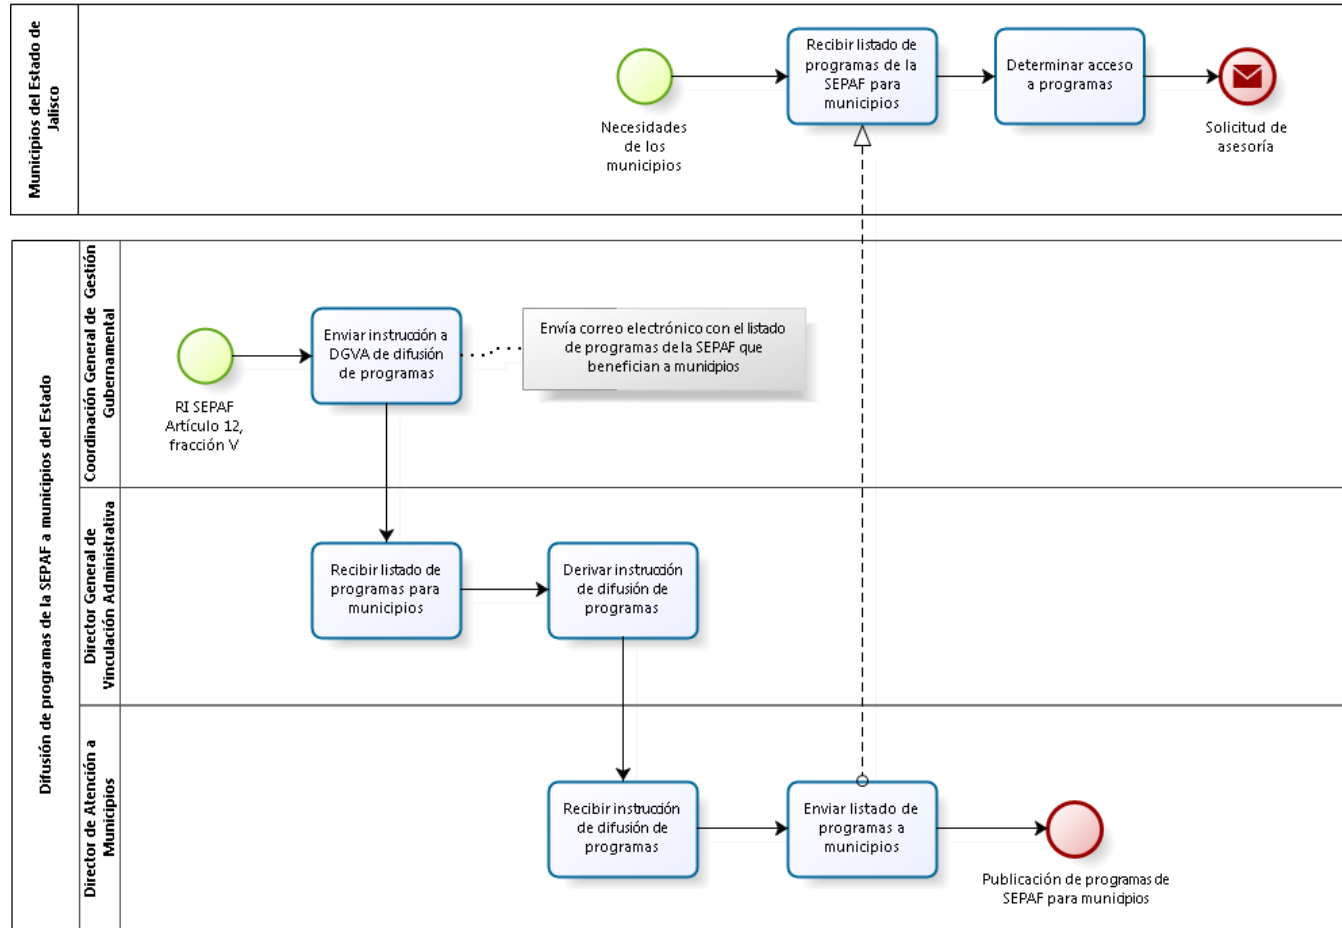 Municipios del Estado de
Jalisco
Necesidades
de los
municipios
Recibir listado de
programas de la
SEPAF para
municipios
Determinar acceso
a programas
Solicitud de
asesoría
Difusión de programas de la SEPAF a municipios del Estado
Coordinación General de Gestión
Gubernamental
RI SEPAF
Artículo 12,
fracción V
Enviar instrucción a
DGVA de difusión
de programas
Envía correo electrónico con el listado
de programas de la SEPAF que
benefician a municipios
Director General de
Vinculación Administrativa
Recibir listado de
programas para
municipios
Derivar instrucción
de difusión de
programas
Director de Atención a
Municipios
Recibir instrucción
de difusión de
programas
Enviar listado de
programas a
municipios
Publicación de programas de
SEPAF para municipios